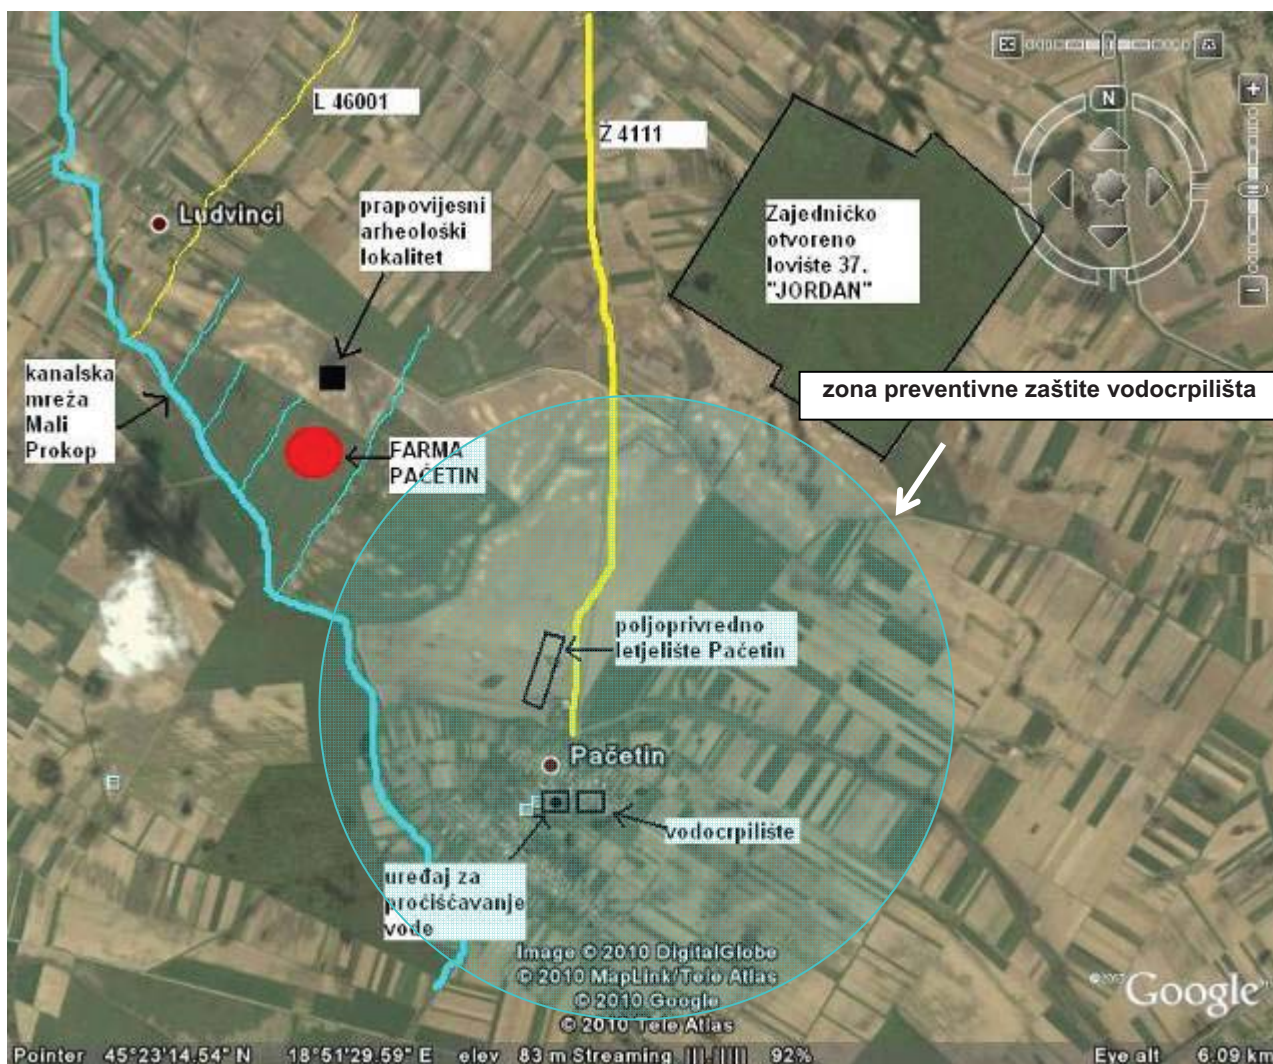 L 46001
Ž 4111
N
Ludvinci
prapovijesni
arheološki
lokalitet
Zajedničko
otvoreno
lovište 37.
"JORDAN"
kanalska
mreža
Mali
Prokop
zona preventivne zaštite vodocrpilišta
FARMA
PAČETIN
poljoprivredno
letjelište Pačetin
Pačetin
vodocrpilište
uređaj za
pročišćavanje
vode
Image © 2010 DigitalGlobe
© 2010 MapLink/Tele Atlas
© 2010 Google
© 2010 Tele Atlas
©2007 Google
Pointer 45°23'14.54" N 18°51'29.59" E elev 83 m Streaming ||||||||| 92% Eye alt 6.09 km